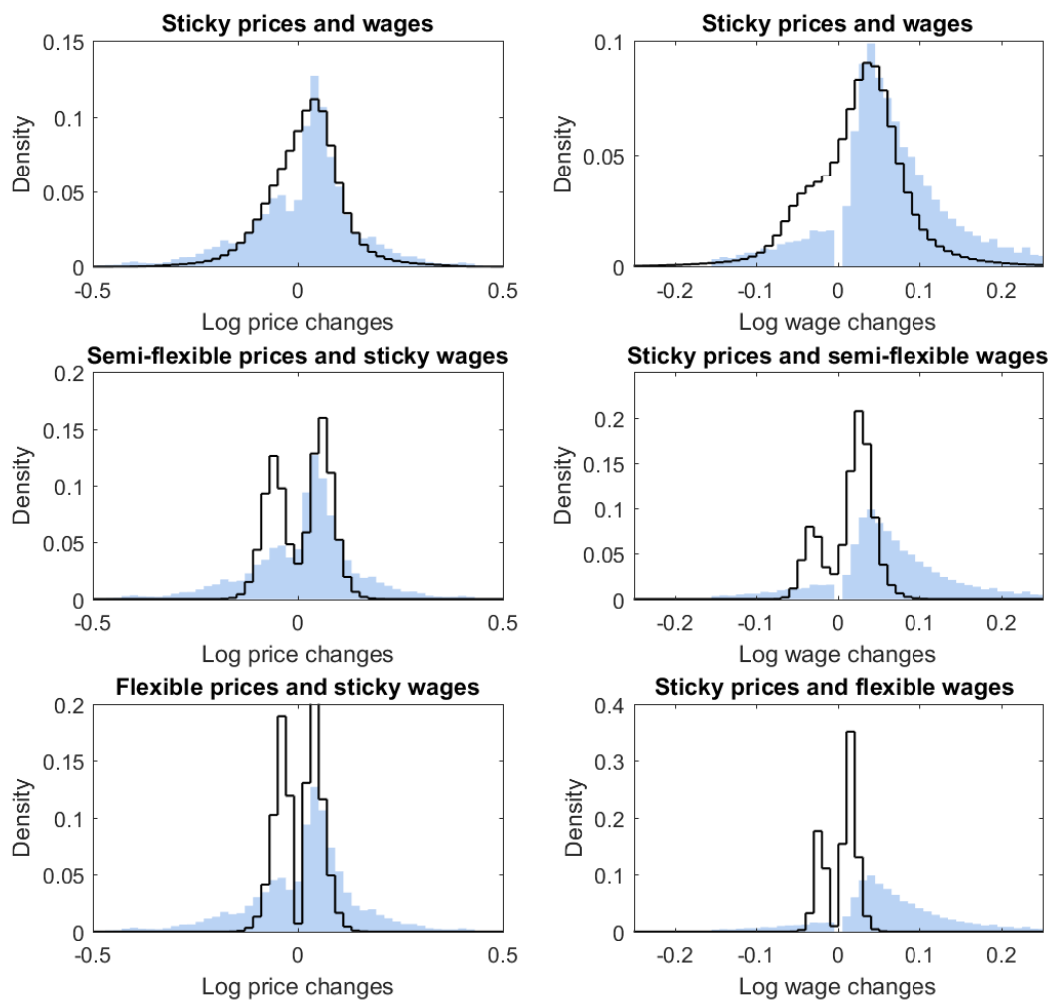 Sticky prices and wages
0.15
0.1
0.05
0
Density
-0.5 0 0.5
Log price changes
Sticky prices and wages
0.1
0.05
0
Density
-0.2 -0.1 0 0.1 0.2
Log wage changes
Semi-flexible prices and sticky wages
0.2
0.15
0.1
0.05
0
Density
-0.5 0 0.5
Log price changes
Sticky prices and semi-flexible wages
0.2
0.15
0.1
0.05
0
Density
-0.2 -0.1 0 0.1 0.2
Log wage changes
Flexible prices and sticky wages
0.2
0.15
0.1
0.05
0
Density
-0.5 0 0.5
Log price changes
Sticky prices and flexible wages
0.4
0.3
0.2
0.1
0
Density
-0.2 -0.1 0 0.1 0.2
Log wage changes